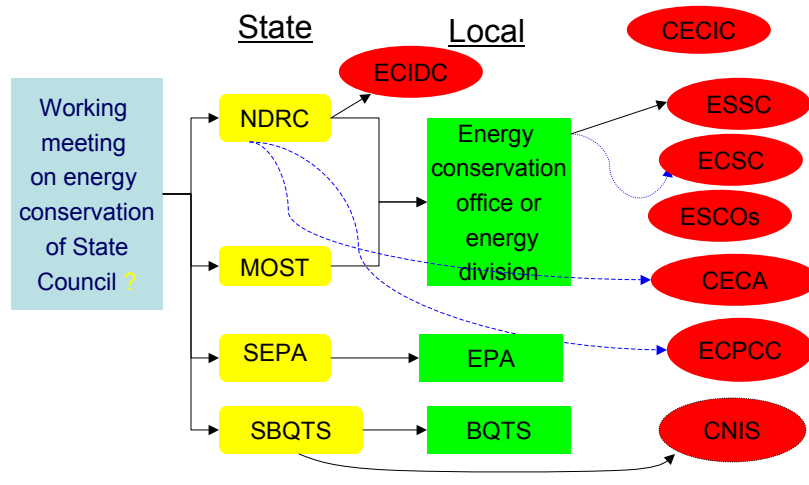 State
Local
CECIC
ECIDC
Working
meeting
on energy
conservation
of State
Council ?
NDRC
MOST
SEPA
SBQTS
Energy
conservation
office or
energy
division
EPA
BQTS
ESSC
ECSC
ESCOs
CECA
ECPCC
CNIS